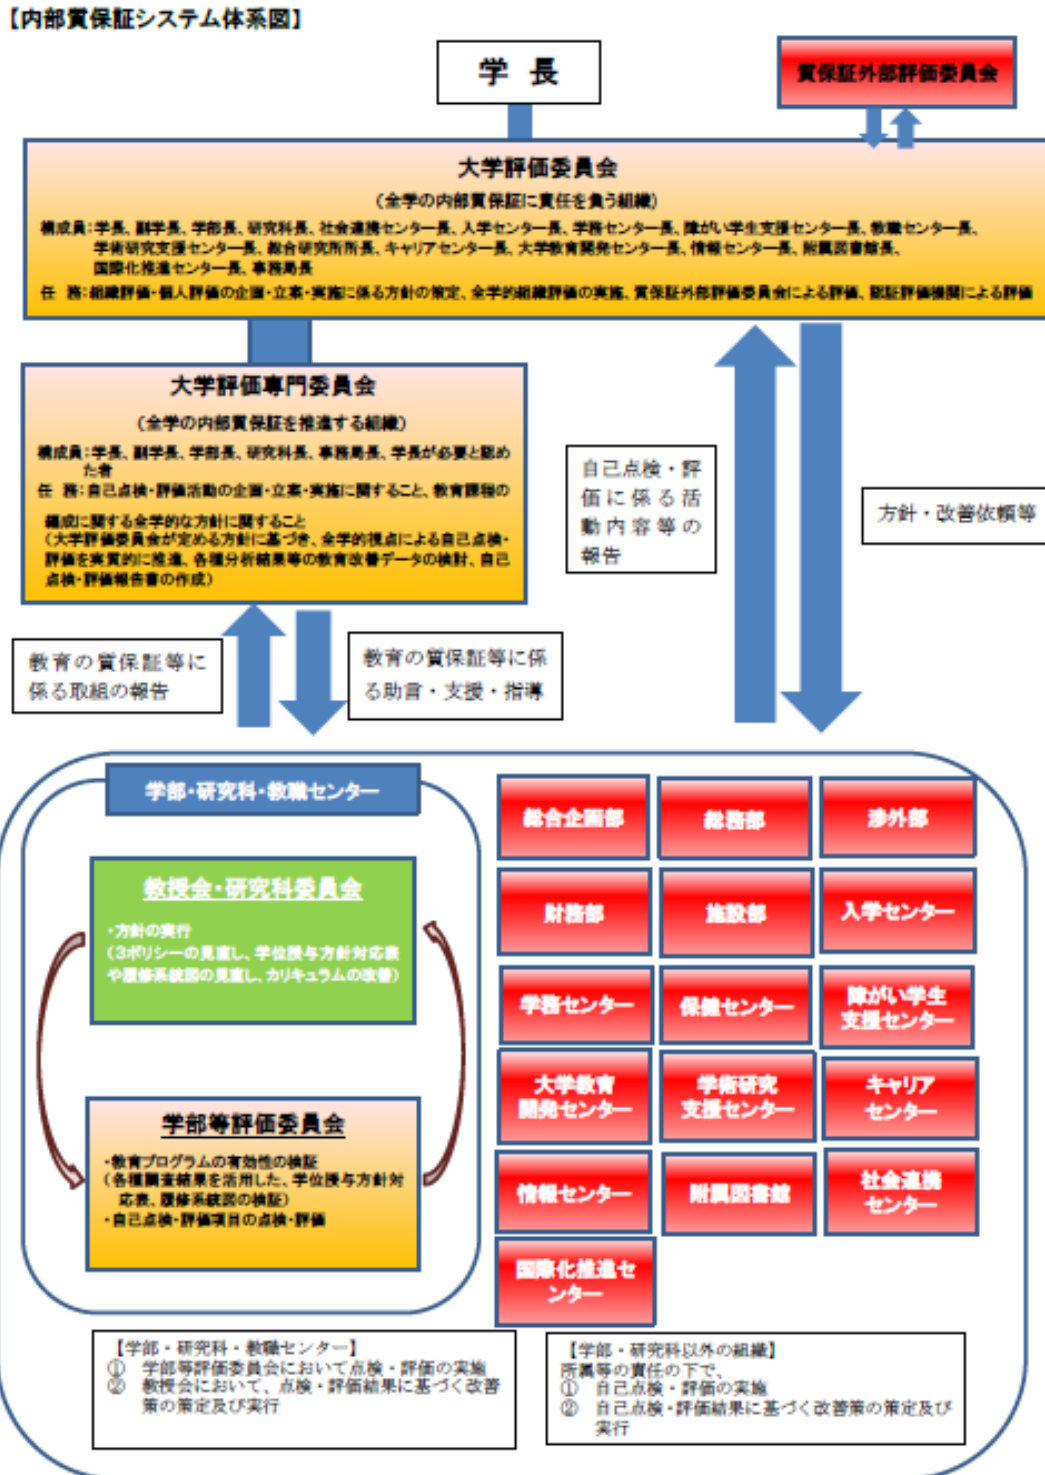 【内部質保証システム体系図】
学 長
質保証外部評価委員会
大学評価委員会
(全学の内部質保証に責任を負う組織)
構成員:学長、副学長、学部長、研究科長、社会連携センター長、入学センター長、学務センター長、障がい学生支援センター長、教職センター長、
学術研究支援センター長、総合研究所所長、キャリアセンター長、大学教育開発センター長、情報センター長、附属図書館長、
国際化推進センター長、事務局長
任 務:組織評価・個人評価の企画・立案・実施に係る方針の策定、全学的組織評価の実施、質保証外部評価委員会による評価、認証評価機関による評価
大学評価専門委員会
(全学の内部質保証を推進する組織)
構成員:学長、副学長、学部長、研究科長、事務局長、学長が必要と認め
た者
任 務:自己点検・評価活動の企画・立案・実施に関すること、教育課程の
編成に関する全学的な方針に関すること
(大学評価委員会が定める方針に基づき、全学的視点による自己点検・
評価を実質的に推進、各種分析結果等の教育改善データの検討、自己
点検・評価報告書の作成)
自己点検・評
価に係る活
動内容等の
報告
方針・改善依頼等
教育の質保証等に
係る取組の報告
教育の質保証等に係
る助言・支援・指導
学部・研究科・教職センター
教授会・研究科委員会
・方針の実行
(3ポリシーの見直し、学位授与方針対応表
や履修系統図の見直し、カリキュラムの改善)
学部等評価委員会
・教育プログラムの有効性の検証
(各種調査結果を活用した、学位授与方針対
応表、履修系統図の検証)
・自己点検・評価項目の点検・評価
総合企画部
総務部
渉外部
財務部
施設部
入学センター
学務センター
保健センター
障がい学生
支援センター
大学教育
開発センター
学術研究
支援センター
キャリア
センター
情報センター
附属図書館
社会連携
センター
国際化推進セ
ンター
【学部・研究科・教職センター】
① 学部等評価委員会において点検・評価の実施
② 教授会において、点検・評価結果に基づく改善
策の策定及び実行
【学部・研究科以外の組織】
所属等の責任の下で、
① 自己点検・評価の実施
② 自己点検・評価結果に基づく改善策の策定及び
実行